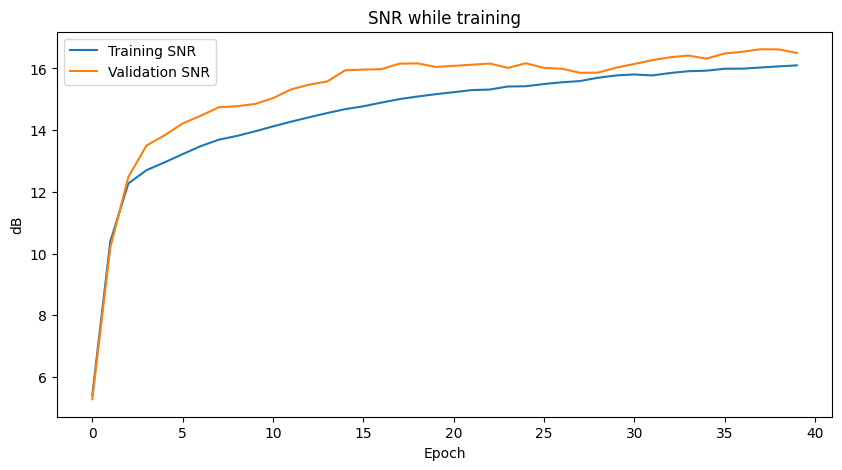 SNR while training
Training SNR
Validation SNR
dB
16
14
12
10
8
6
0 5 10 15 20 25 30 35 40
Epoch